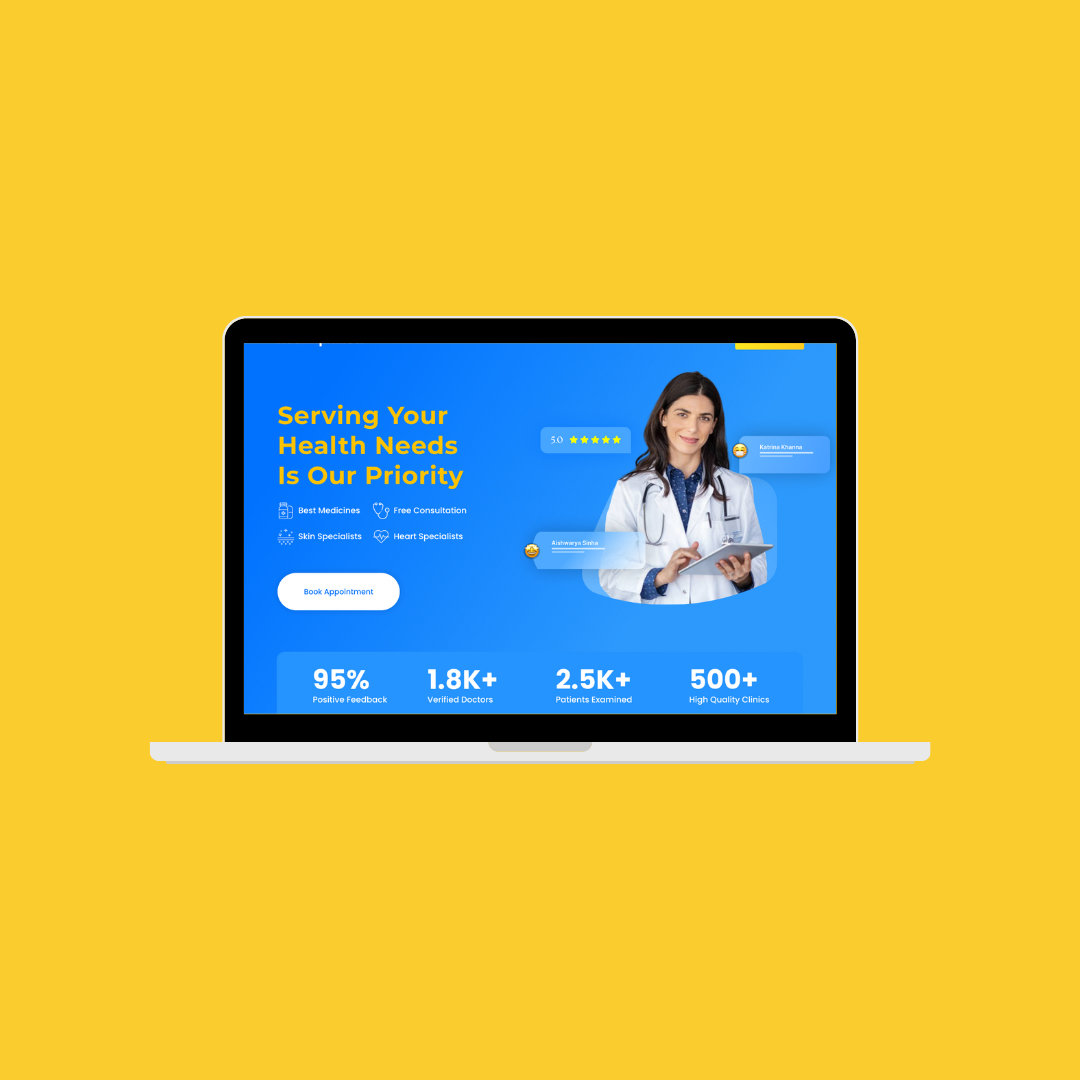 Serving Your
Health Needs
Is Our Priority
Best Medicines
Free Consultation
Skin Specialists
Heart Specialists
Book Appointment
5.0
Katrina Khanna
Aishwarya Sinha
95%
Positive Feedback
1.8K+
Verified Doctors
2.5K+
Patients Examined
500+
High Quality Clinics